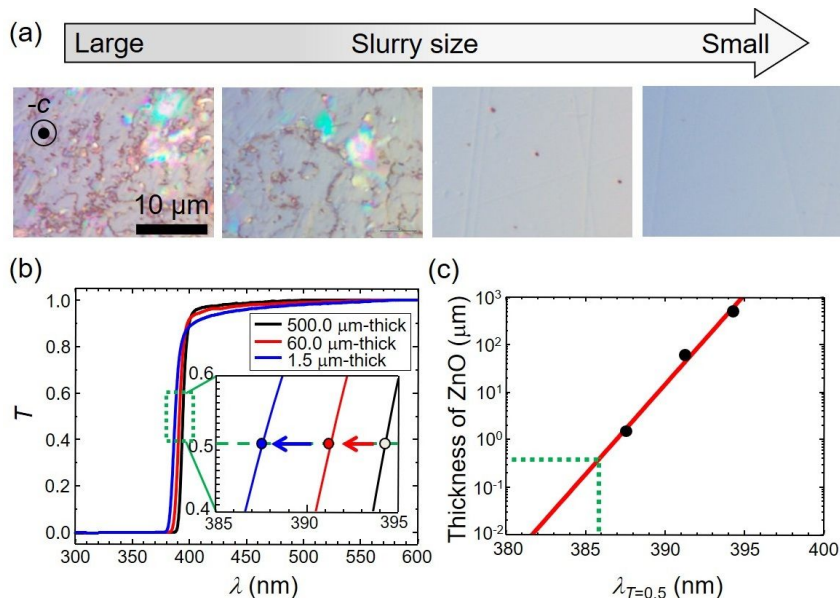 (a)
Large Slurry size Small
-c
10 μm
(b)
T
1.0
0.8
0.6
0.4
0.2
0.0
500.0 μm-thick
60.0 μm-thick
1.5 μm-thick
0.6
0.5
0.4
385 390 395
300 400 500 600
λ (nm)
(c)
Thickness of ZnO (μm)
10³
10²
10¹
10⁰
10⁻¹
10⁻²
380 385 390 395 400
λT=0.5 (nm)